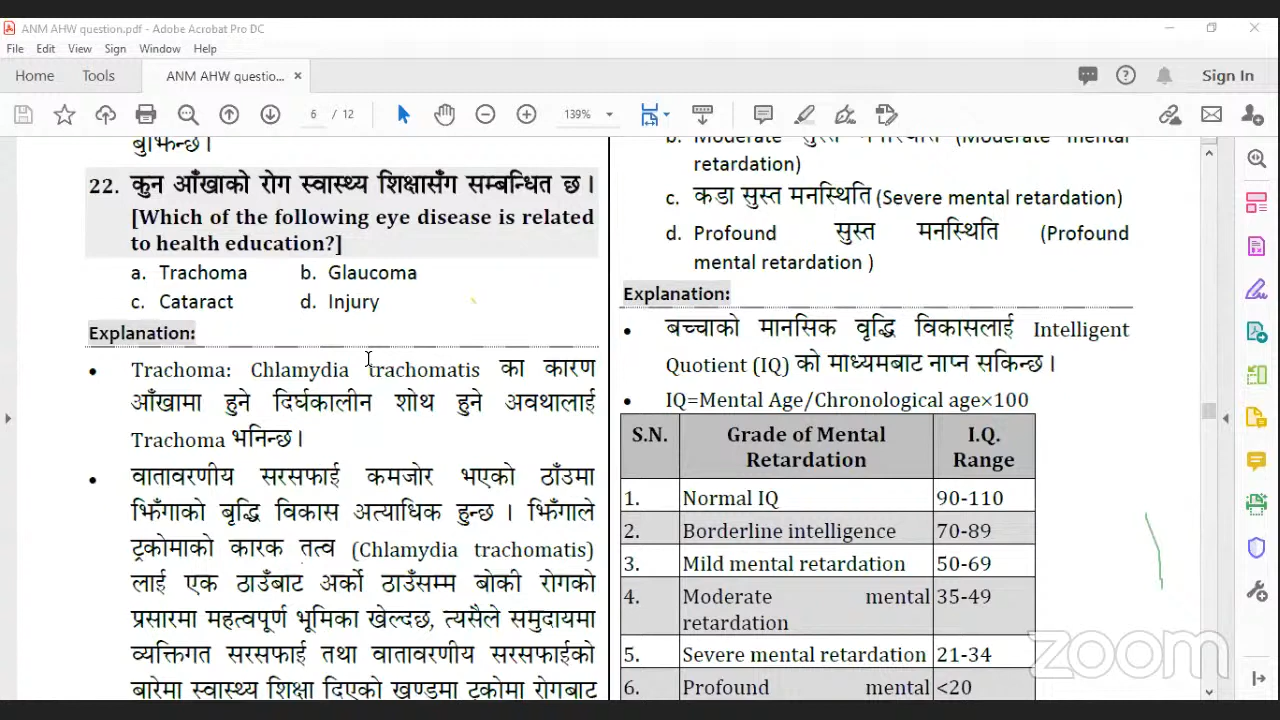 ANM AHW question.pdf - Adobe Acrobat Pro DC
File Edit View Sign Window Help
Home Tools ANM AHW questio... × Sign In
6 / 12 139%
बुझिन्छ।
22. कुन आँखाको रोग स्वास्थ्य शिक्षासँग सम्बन्धित छ।
[Which of the following eye disease is related
to health education?]
a. Trachoma b. Glaucoma
c. Cataract d. Injury
Explanation:
• Trachoma: Chlamydia trachomatis का कारण
आँखामा हुने दिर्घकालीन शोथ हुने अवथालाई
Trachoma भनिन्छ।
• वातावरणीय सरसफाई कमजोर भएको ठाँउमा
झिँगाको बृद्धि विकास अत्याधिक हुन्छ । झिँगाले
ट्रकोमाको कारक तत्व (Chlamydia trachomatis)
लाई एक ठाउँबाट अर्को ठाउँसम्म बोकी रोगको
प्रसारमा महत्वपूर्ण भूमिका खेल्दछ, त्यसैले समुदायमा
व्यक्तिगत सरसफाई तथा वातावरणीय सरसफाईको
बारेमा स्वास्थ्य शिक्षा दिएको खण्डमा ट्रकोमा रोगबाट
b. Moderate सुस्त मनस्थिति (Moderate mental
retardation)
c. कडा सुस्त मनस्थिति (Severe mental retardation)
d. Profound सुस्त मनस्थिति (Profound
mental retardation )
Explanation:
• बच्चाको मानसिक वृद्धि विकासलाई Intelligent
Quotient (IQ) को माध्यमबाट नाप्न सकिन्छ।
• IQ=Mental Age/Chronological age×100
S.N. Grade of Mental Retardation I.Q. Range
1. Normal IQ 90-110
2. Borderline intelligence 70-89
3. Mild mental retardation 50-69
4. Moderate mental retardation 35-49
5. Severe mental retardation 21-34
6. Profound mental <20
zoom